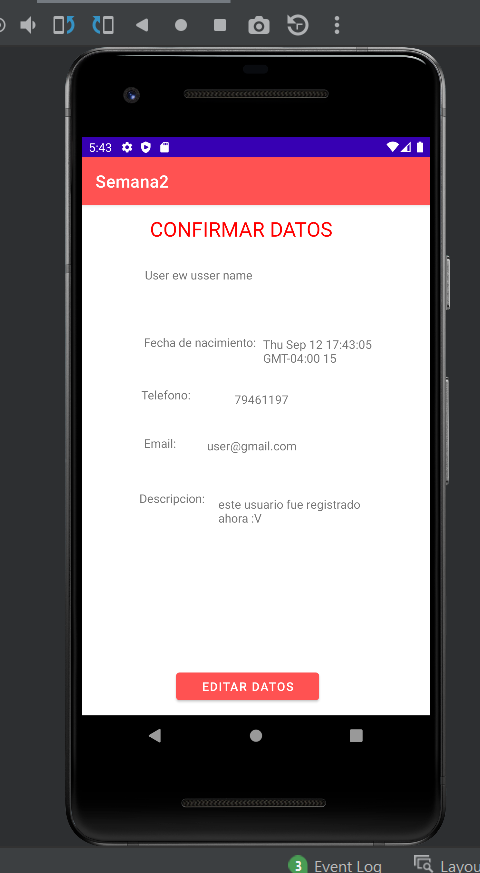 5:43
Semana2
CONFIRMAR DATOS
User ew usser name
Fecha de nacimiento: Thu Sep 12 17:43:05
GMT-04:00 15
Telefono: 79461197
Email: user@gmail.com
Descripcion: este usuario fue registrado
ahora :V
EDITAR DATOS
3 Event Log Layou